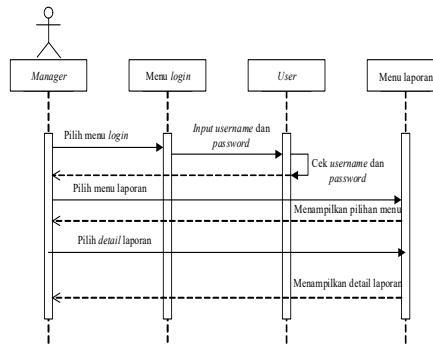 Manager
Menu login
User
Menu laporan
Pilih menu login
Input username dan
password
Cek username dan
password
Pilih menu laporan
Menampilkan pilihan menu
Pilih detail laporan
Menampilkan detail laporan